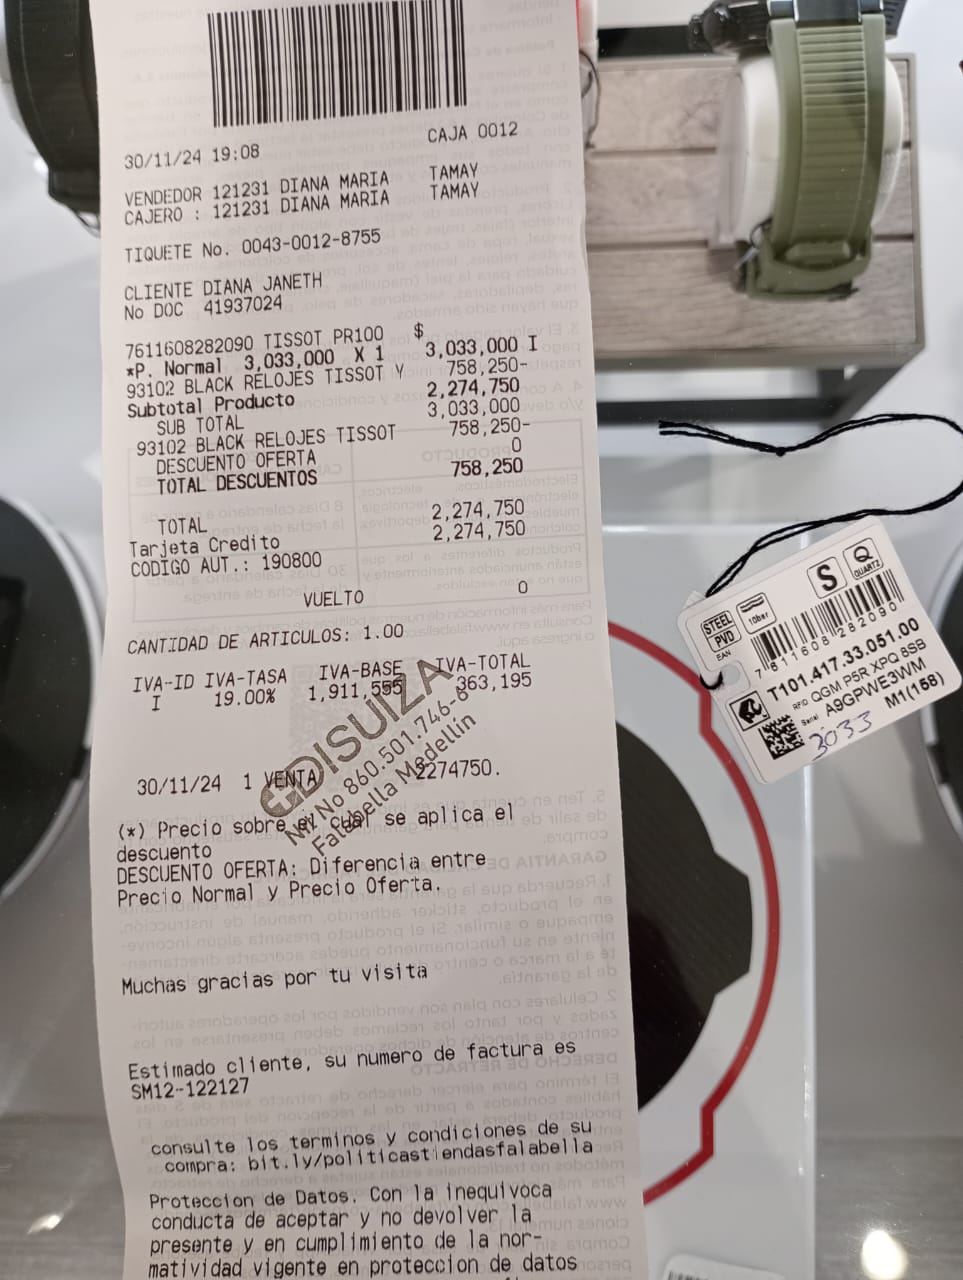 30/11/24 19:08 CAJA 0012
VENDEDOR 121231 DIANA MARIA TAMAY
CAJERO : 121231 DIANA MARIA TAMAY
TIQUETE No. 0043-0012-8755
CLIENTE DIANA JANETH
No DOC 41937024
7611608282090 TISSOT PR100 $
*P. Normal 3,033,000 X 1 3,033,000 I
93102 BLACK RELOJES TISSOT Y 758,250-
Subtotal Producto 2,274,750
SUB TOTAL 3,033,000
93102 BLACK RELOJES TISSOT 758,250-
DESCUENTO OFERTA 0
TOTAL DESCUENTOS 758,250
TOTAL 2,274,750
Tarjeta Credito 2,274,750
CODIGO AUT.: 190800
VUELTO 0
CANTIDAD DE ARTICULOS: 1.00
IVA-ID IVA-TASA IVA-BASE IVA-TOTAL
I 19.00% 1,911,555 363,195
DISUIZA
Nit No 860.501.746-6
Falabella Medellín
30/11/24 1 VENTA 2274750.
(*) Precio sobre el cual se aplica el
descuento
DESCUENTO OFERTA: Diferencia entre
Precio Normal y Precio Oferta.
Muchas gracias por tu visita
Estimado cliente, su numero de factura es
SM12-122127
consulte los terminos y condiciones de su
compra: bit.ly/politicastiendasfalabella
Proteccion de Datos. Con la inequivoca
conducta de aceptar y no devolver la
presente y en cumplimiento de la nor-
matividad vigente en proteccion de datos
STEEL
PVD
10bar
S
Q
QUARTZ
EAN
7 611608 282090
T101.417.33.051.00
RFID QGM P5R XPQ 8SB
Serial A9GPWE3WM
M1(158)
3033